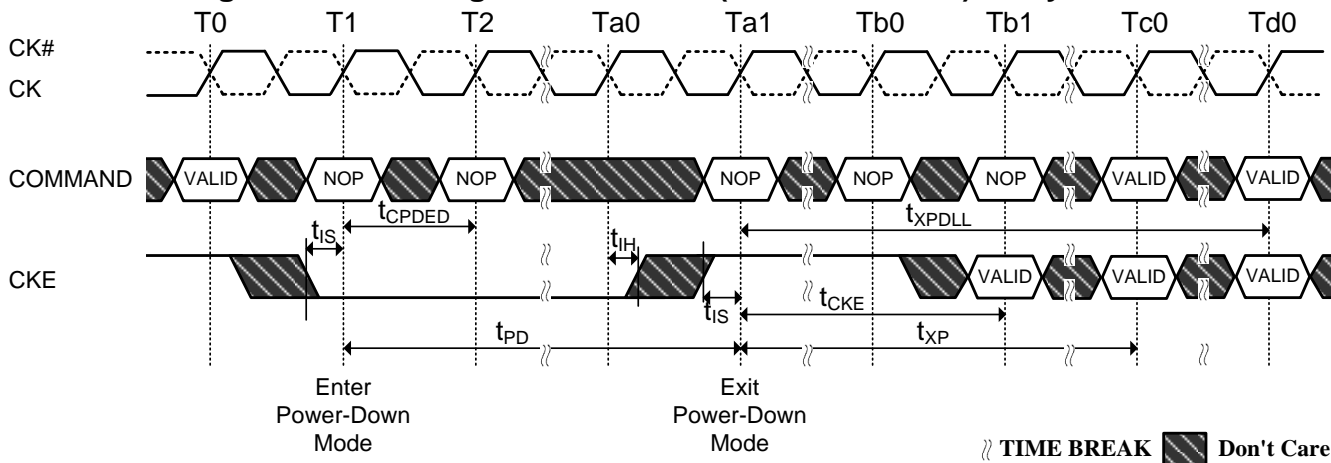 T0 T1 T2 Ta0 Ta1 Tb0 Tb1 Tc0 Td0
CK#
CK
COMMAND VALID NOP NOP NOP NOP NOP VALID VALID
tIS tCPDED tIH tXPDLL
CKE VALID VALID VALID
tIS tCKE
tPD tXP
Enter
Power-Down
Mode
Exit
Power-Down
Mode
TIME BREAK Don't Care